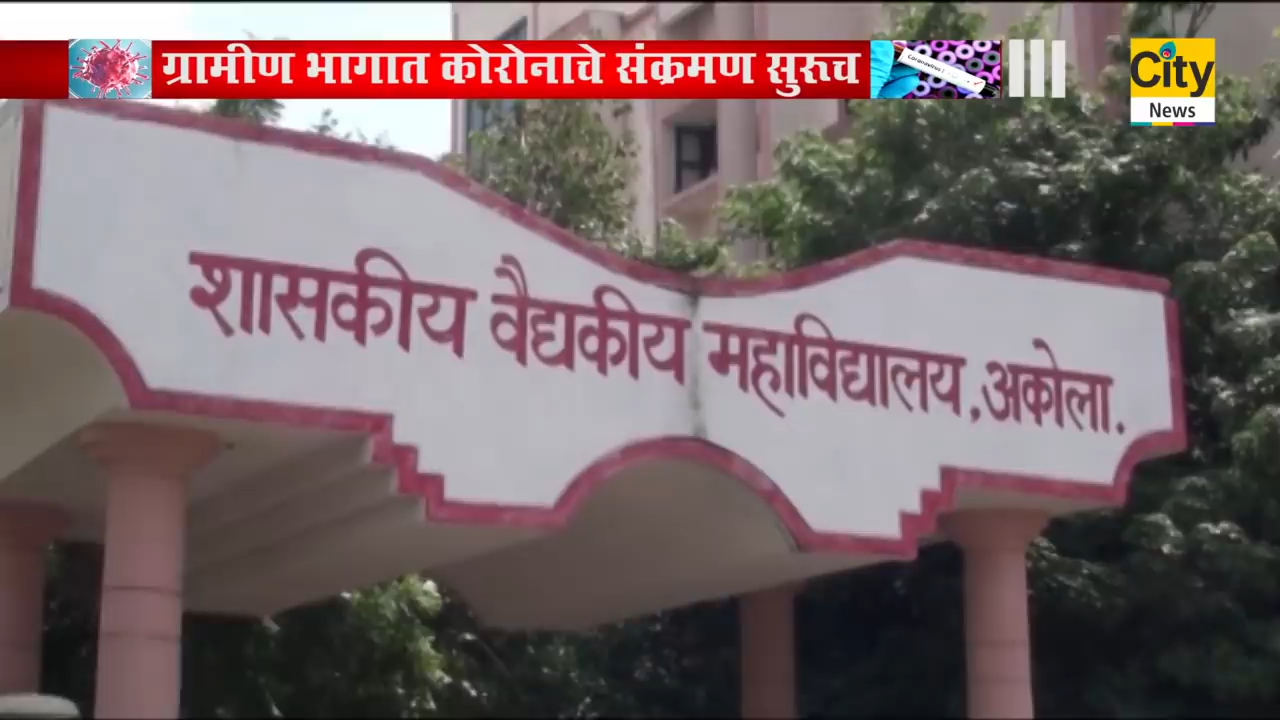 ग्रामीण भागात कोरोनाचे संक्रमण सुरूच
City
News
शासकीय वैद्यकीय महाविद्यालय, अकोला.